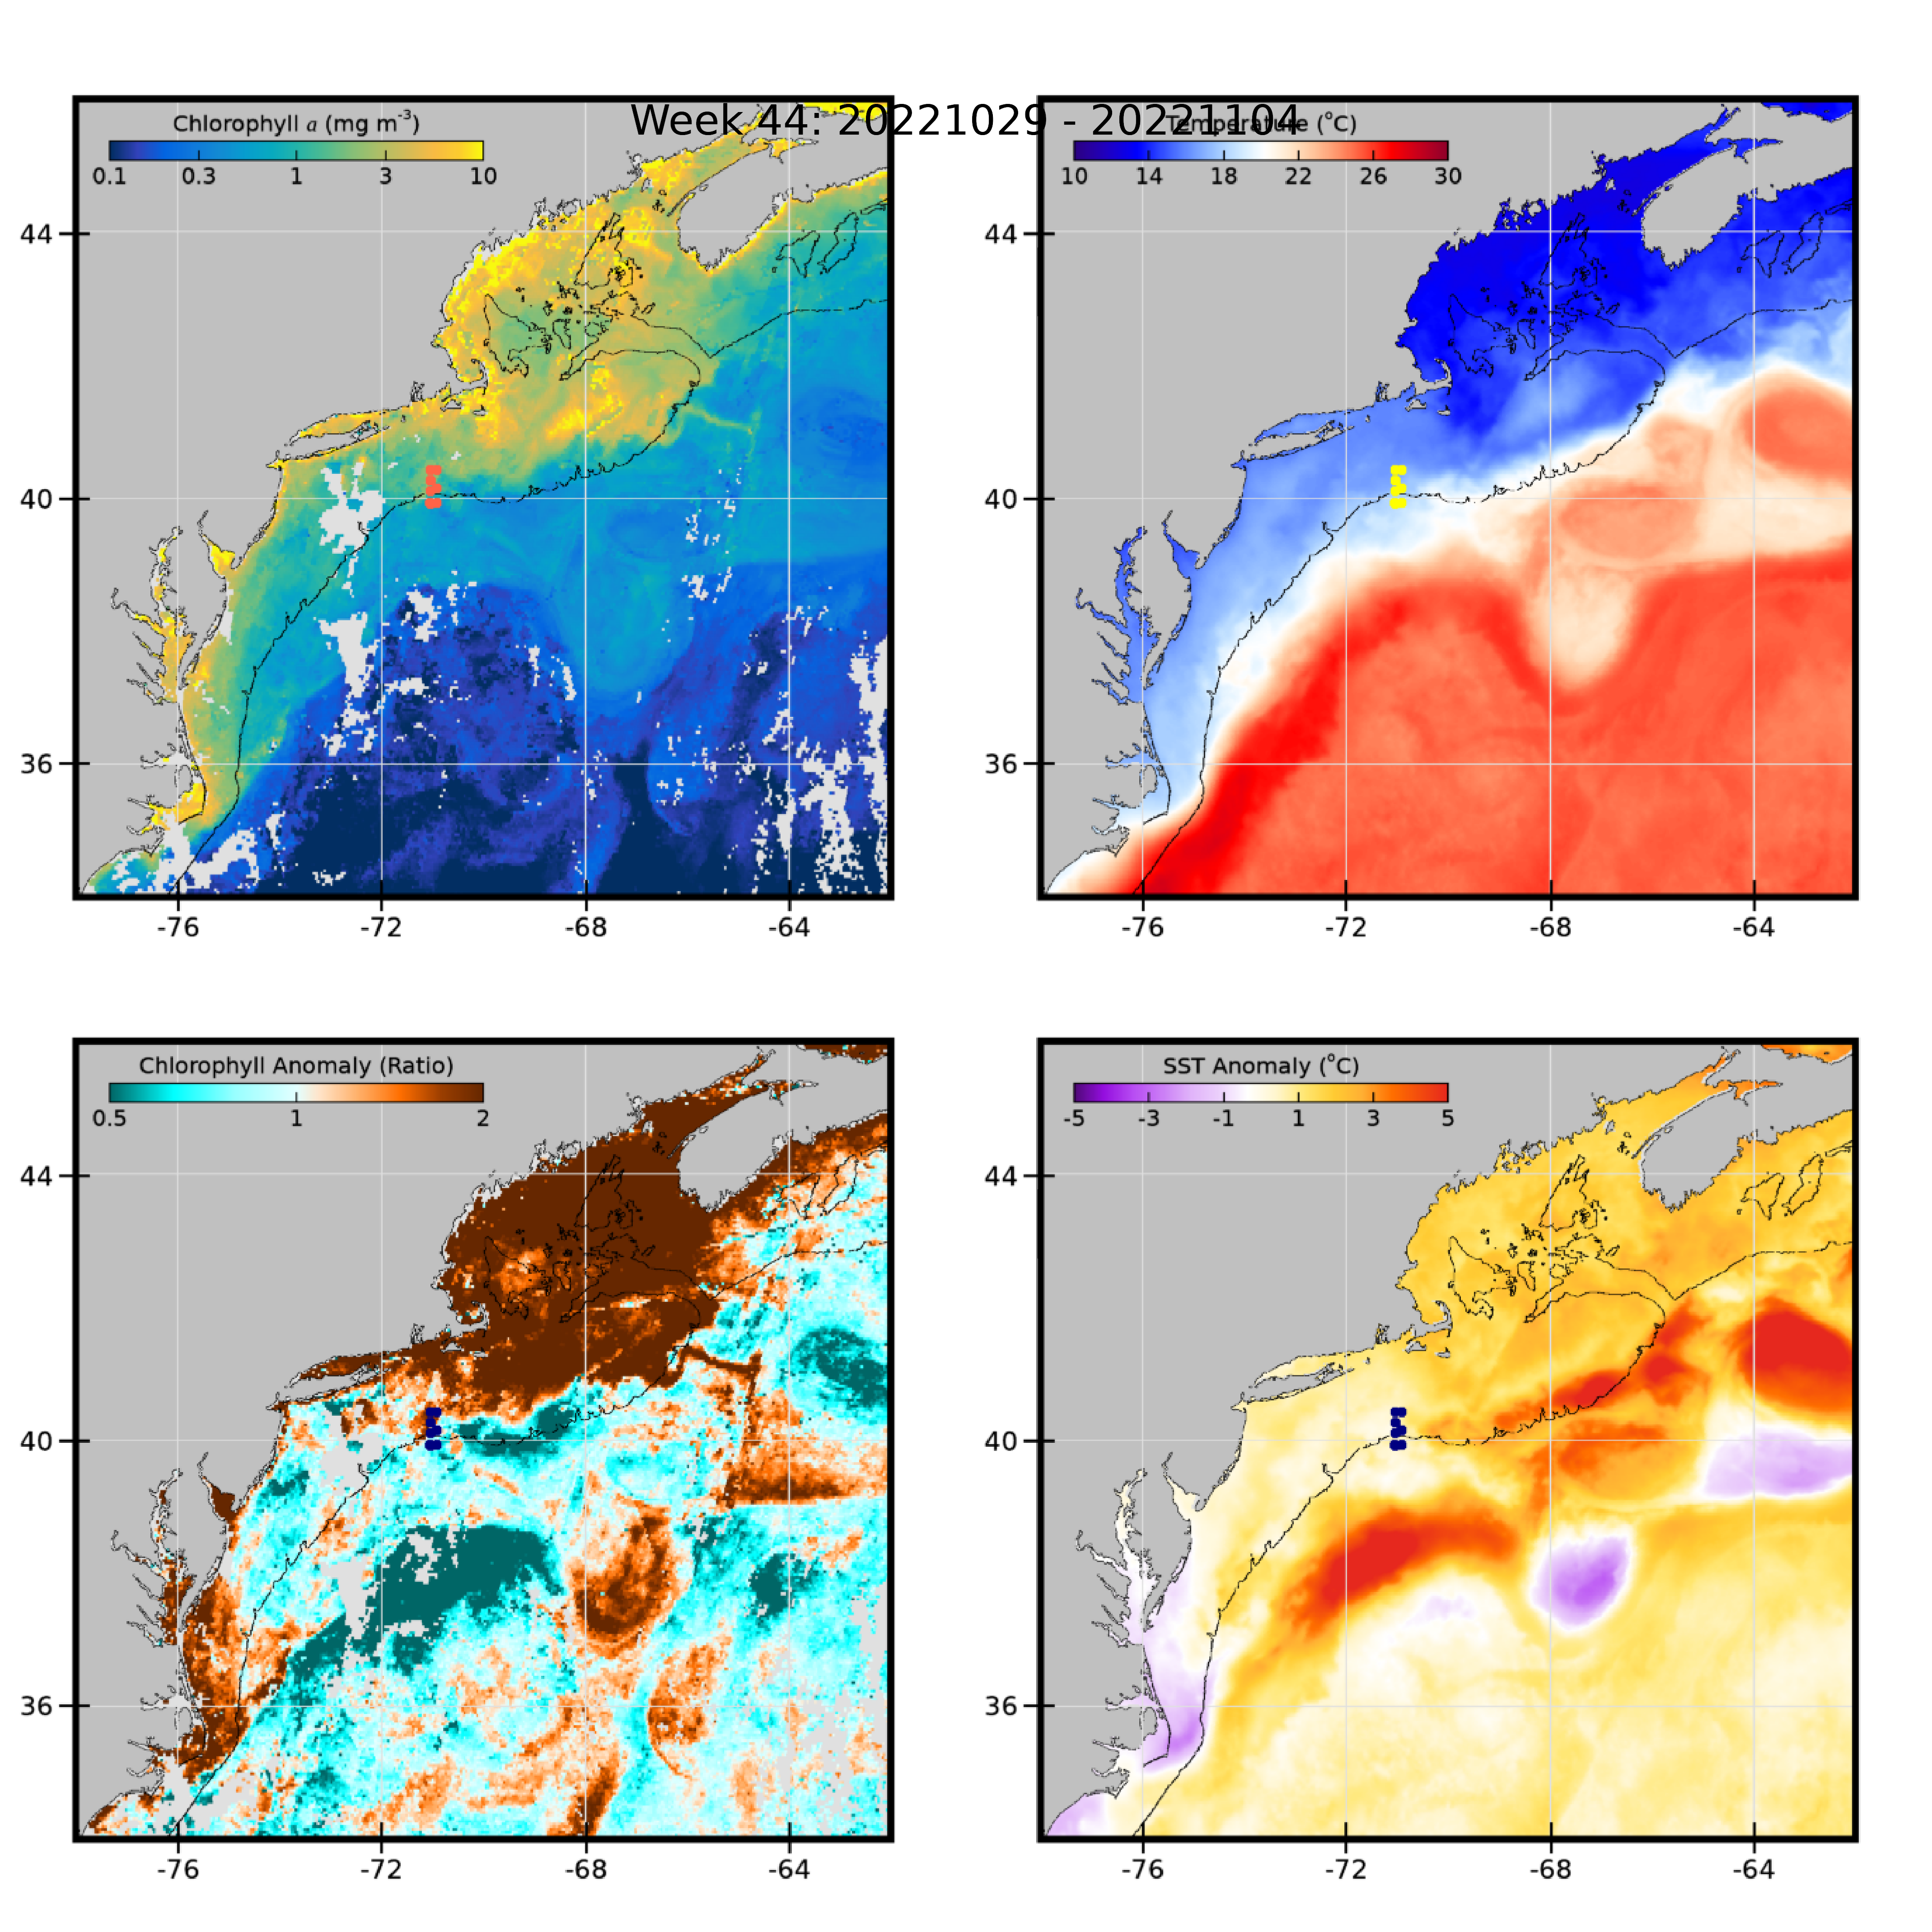 Week 44: 20221029 - 20221104
Chlorophyll a (mg m⁻³)
0.1 0.3 1 3 10
44
40
36
-76 -72 -68 -64
Temperature (°C)
10 14 18 22 26 30
44
40
36
-76 -72 -68 -64
Chlorophyll Anomaly (Ratio)
0.5 1 2
44
40
36
-76 -72 -68 -64
SST Anomaly (°C)
-5 -3 -1 1 3 5
44
40
36
-76 -72 -68 -64